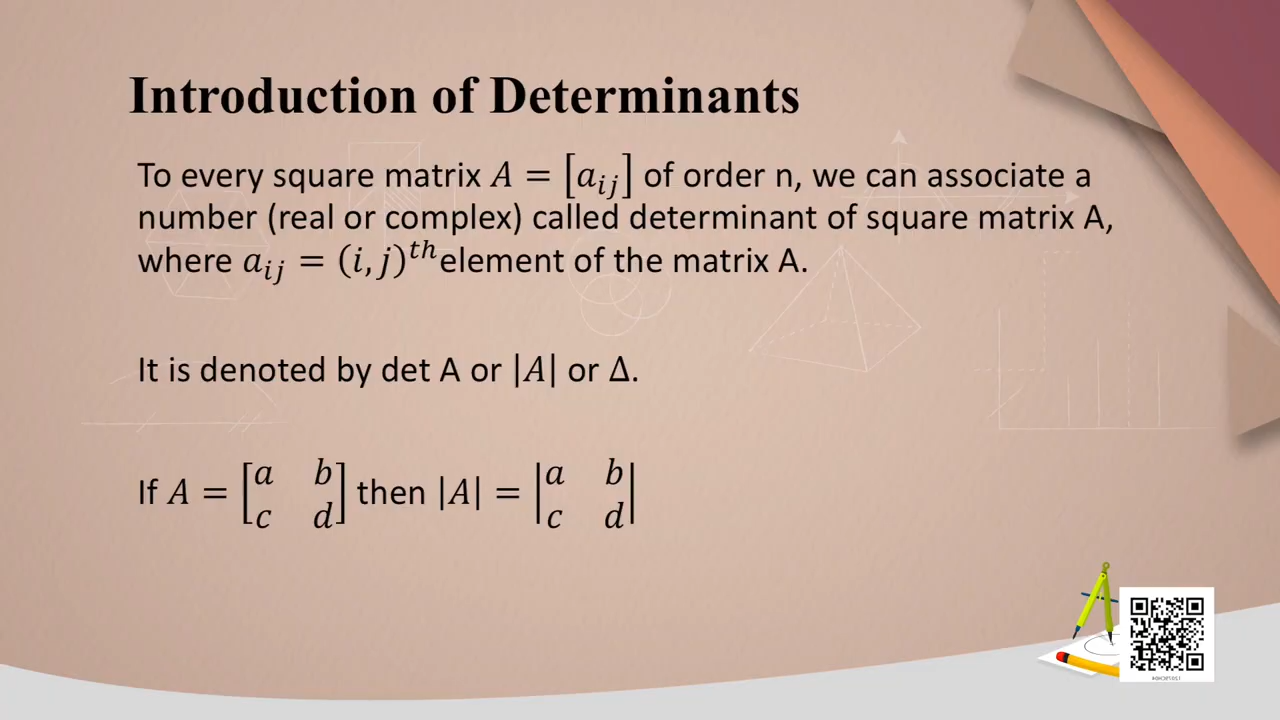 Introduction of Determinants
To every square matrix A = [aᵢⱼ] of order n, we can associate a
number (real or complex) called determinant of square matrix A,
where aᵢⱼ = (i, j)ᵗʰ element of the matrix A.
It is denoted by det A or |A| or Δ.
If A = [a b; c d] then |A| = |a b; c d|